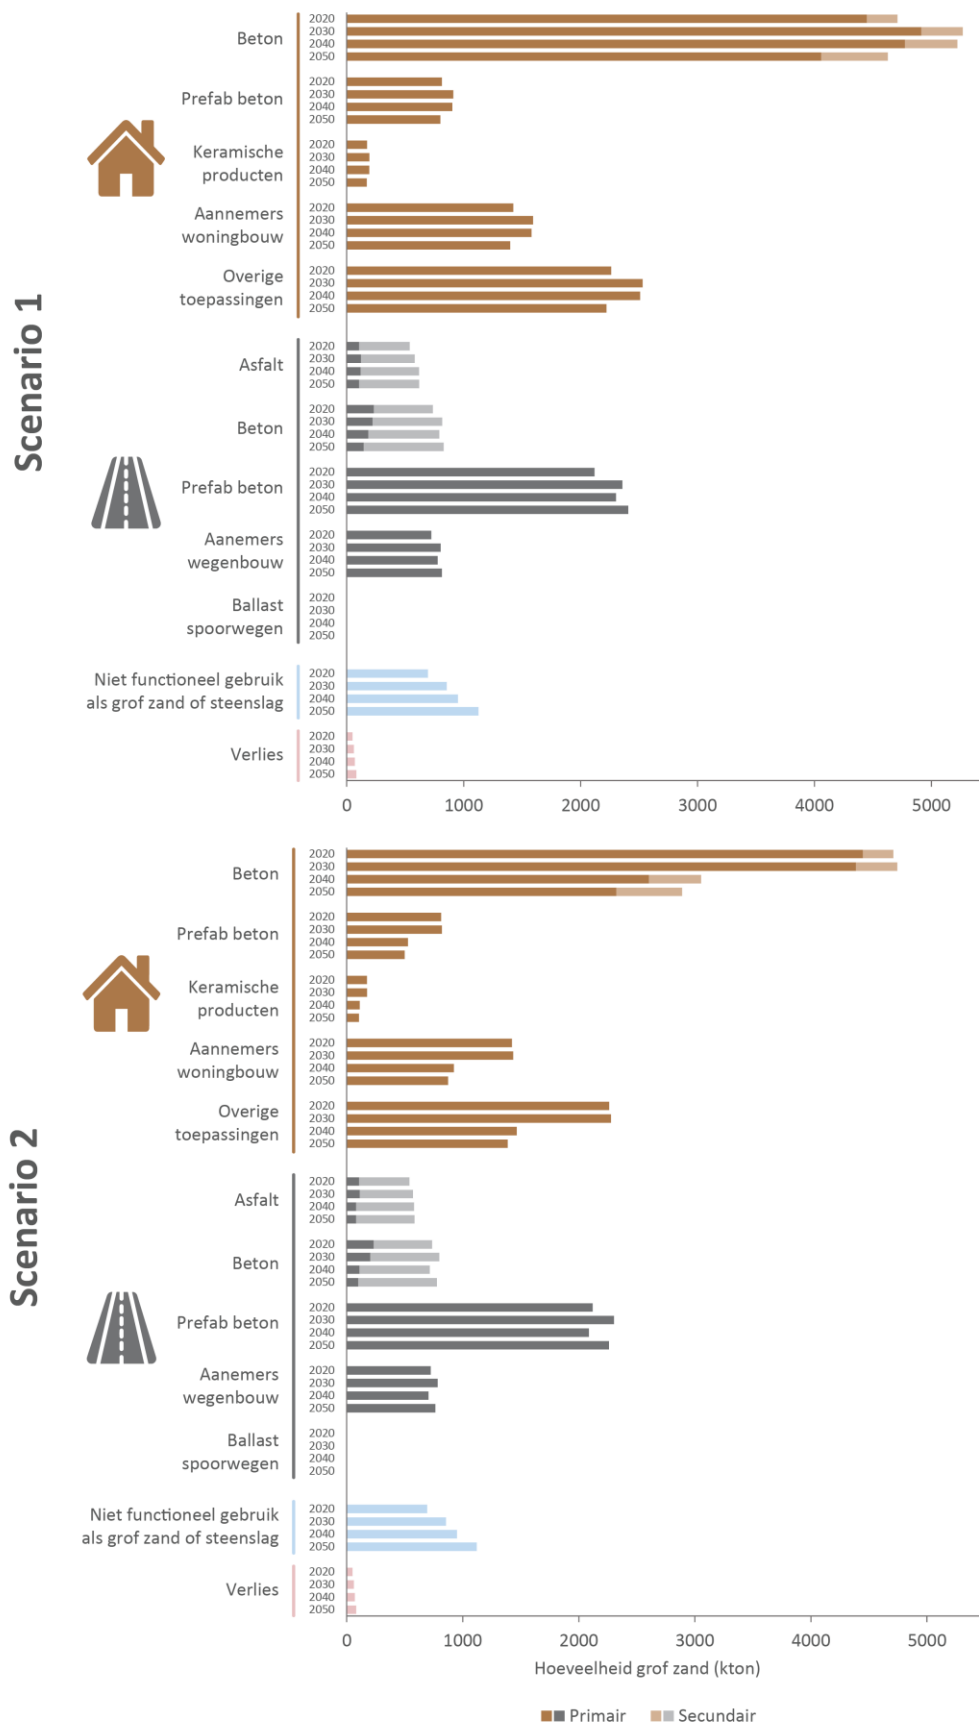 Scenario 1
Beton
2020
2030
2040
2050
Prefab beton
2020
2030
2040
2050
Keramische
producten
2020
2030
2040
2050
Aannemers
woningbouw
2020
2030
2040
2050
Overige
toepassingen
2020
2030
2040
2050
Asfalt
2020
2030
2040
2050
Beton
2020
2030
2040
2050
Prefab beton
2020
2030
2040
2050
Aanemers
wegenbouw
2020
2030
2040
2050
Ballast
spoorwegen
2020
2030
2040
2050
Niet functioneel gebruik
als grof zand of steenslag
2020
2030
2040
2050
Verlies
2020
2030
2040
2050
0 1000 2000 3000 4000 5000
Scenario 2
Beton
2020
2030
2040
2050
Prefab beton
2020
2030
2040
2050
Keramische
producten
2020
2030
2040
2050
Aannemers
woningbouw
2020
2030
2040
2050
Overige
toepassingen
2020
2030
2040
2050
Asfalt
2020
2030
2040
2050
Beton
2020
2030
2040
2050
Prefab beton
2020
2030
2040
2050
Aanemers
wegenbouw
2020
2030
2040
2050
Ballast
spoorwegen
2020
2030
2040
2050
Niet functioneel gebruik
als grof zand of steenslag
2020
2030
2040
2050
Verlies
2020
2030
2040
2050
0 1000 2000 3000 4000 5000
Hoeveelheid grof zand (kton)
Primair Secundair